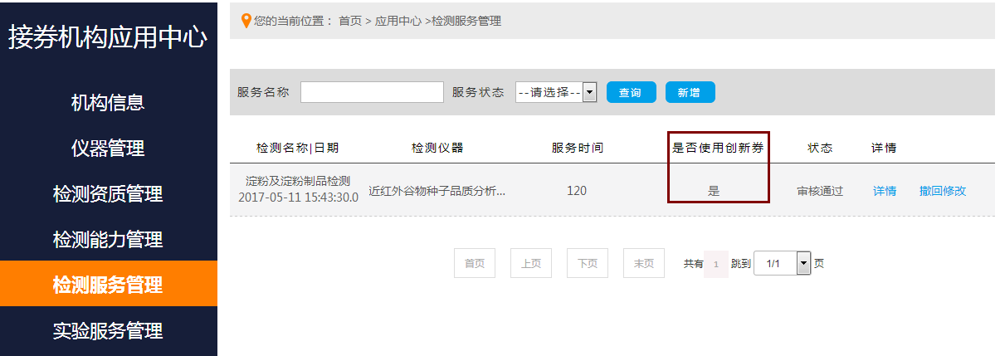 接券机构应用中心
机构信息
仪器管理
检测资质管理
检测能力管理
检测服务管理
实验服务管理
您的当前位置： 首页 > 应用中心 >检测服务管理
服务名称 服务状态 --请选择-- 查询 新增
检测名称|日期 检测仪器 服务时间 是否使用创新券 状态 详情
淀粉及淀粉制品检测
2017-05-11 15:43:30.0 近红外谷物种子品质分析... 120 是 审核通过 详情 撤回修改
首页 上页 下页 末页 共有 1 跳到 1/1 页